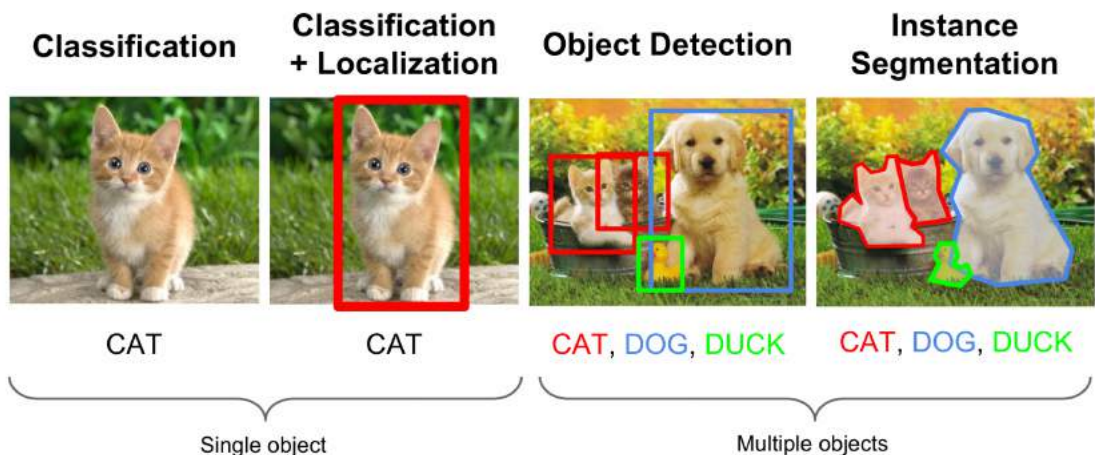 Classification
Classification
+ Localization
Object Detection
Instance
Segmentation
CAT
CAT
CAT, DOG, DUCK
CAT, DOG, DUCK
Single object
Multiple objects